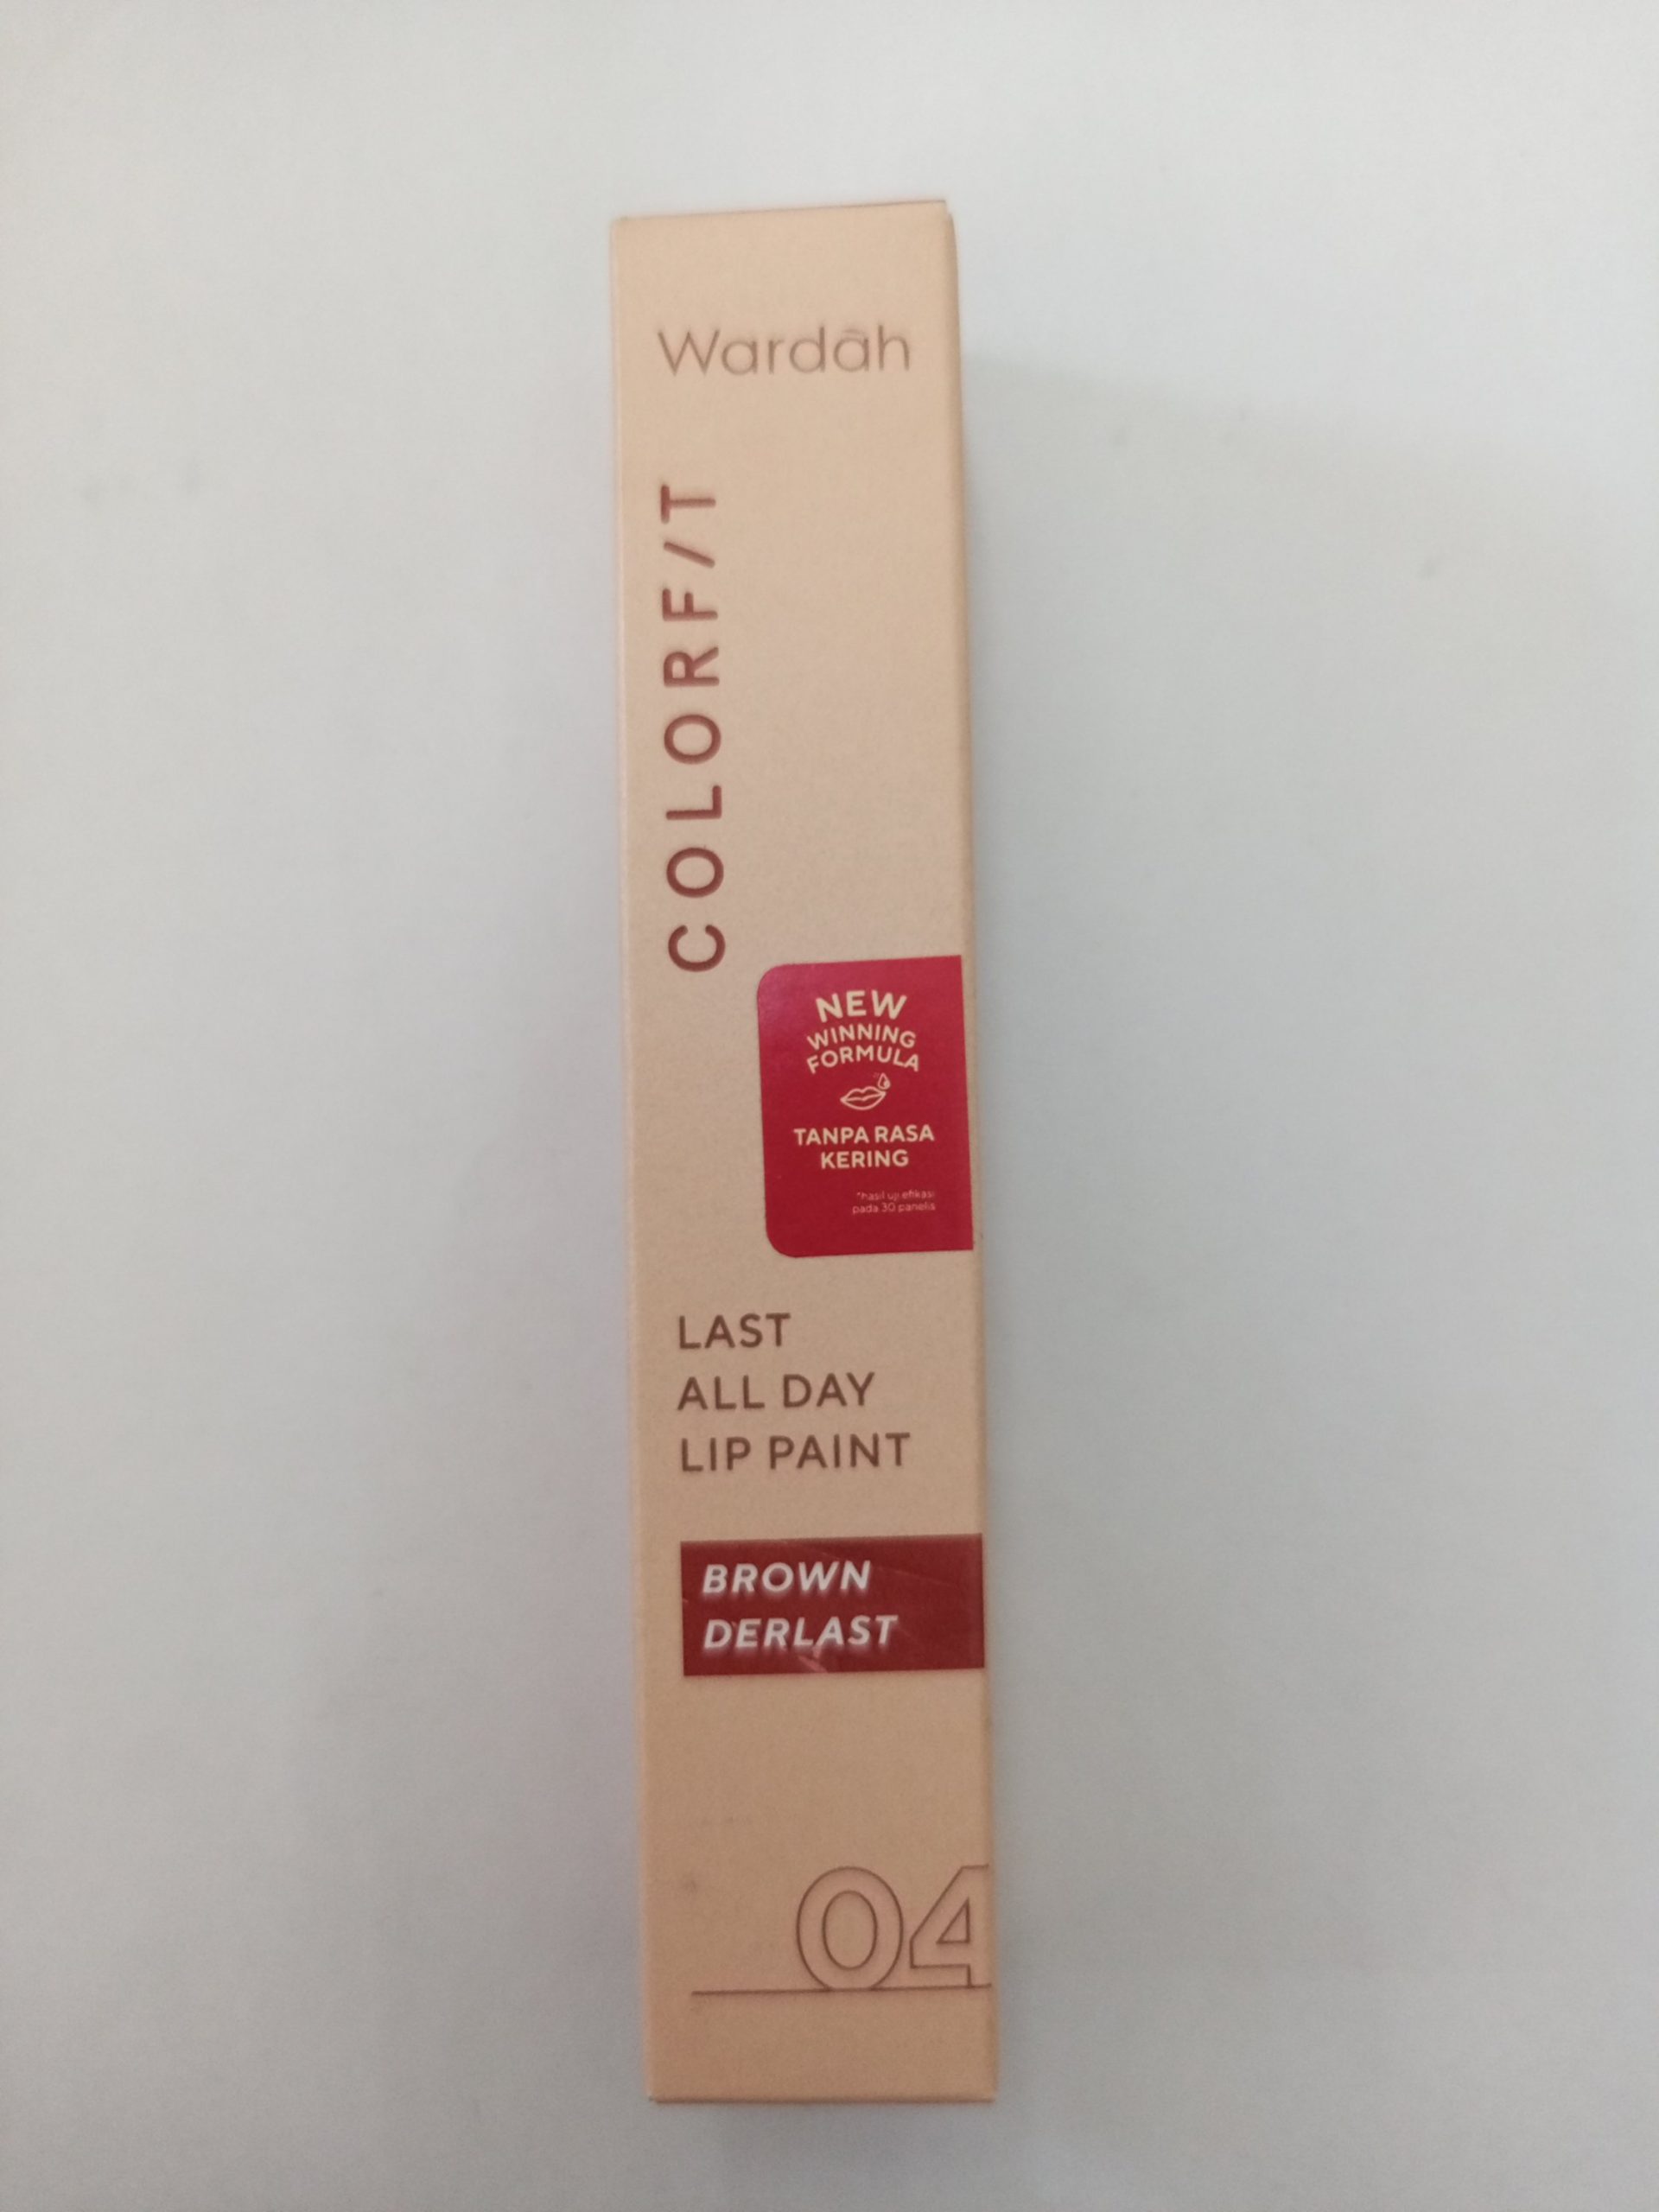 Wardâh
COLORF/T
NEW
WINNING
FORMULA
TANPA RASA
KERING
*hasil uji efikasi
pada 30 panelis
LAST
ALL DAY
LIP PAINT
BROWN
DERLAST
04